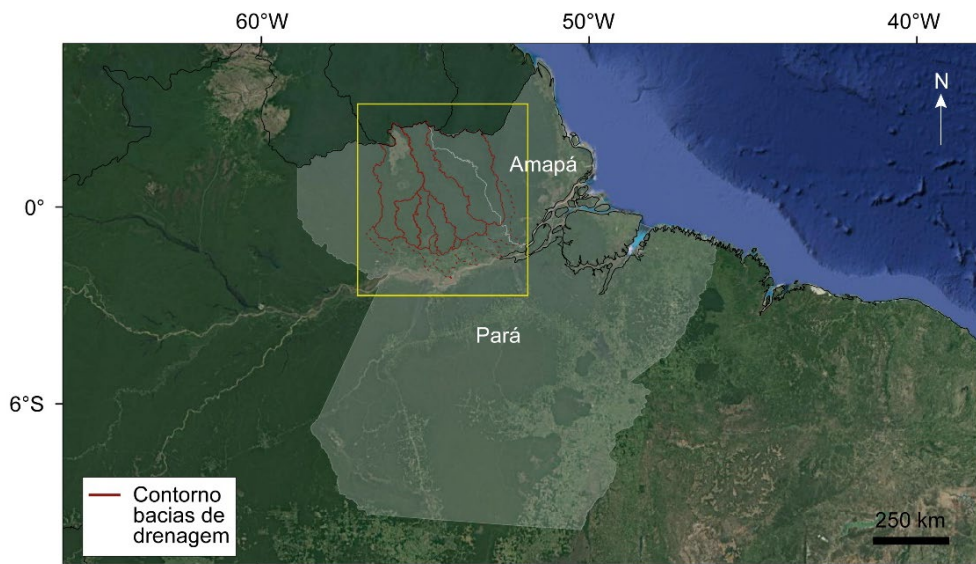 60°W
50°W
40°W
N
Amapá
0°
Pará
6°S
Contorno
bacias de
drenagem
250 km